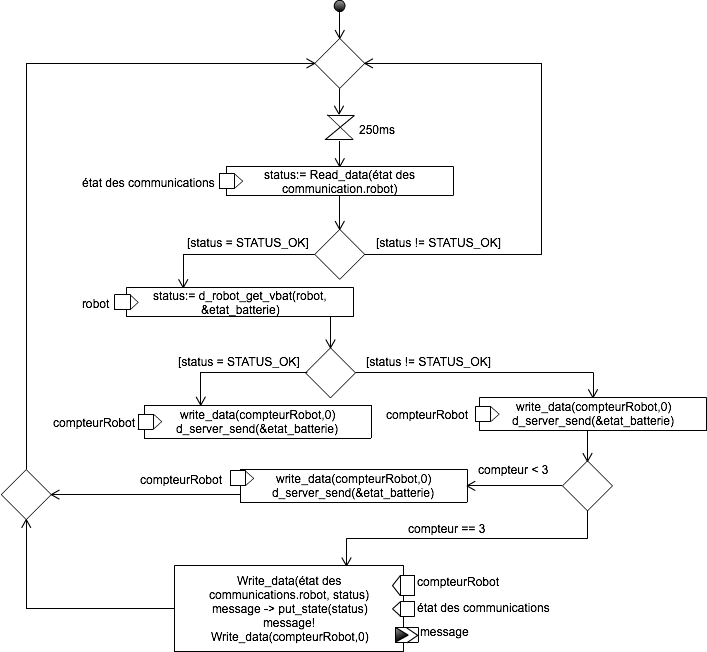 250ms
status:= Read_data(état des
communication.robot)
état des communications
[status = STATUS_OK]
[status != STATUS_OK]
status:= d_robot_get_vbat(robot,
&etat_batterie)
robot
[status = STATUS_OK]
[status != STATUS_OK]
write_data(compteurRobot,0)
d_server_send(&etat_batterie)
compteurRobot
write_data(compteurRobot,0)
d_server_send(&etat_batterie)
compteurRobot
compteur < 3
write_data(compteurRobot,0)
d_server_send(&etat_batterie)
compteurRobot
compteur == 3
Write_data(état des
communications.robot, status)
message -> put_state(status)
message!
Write_data(compteurRobot,0)
compteurRobot
état des communications
message